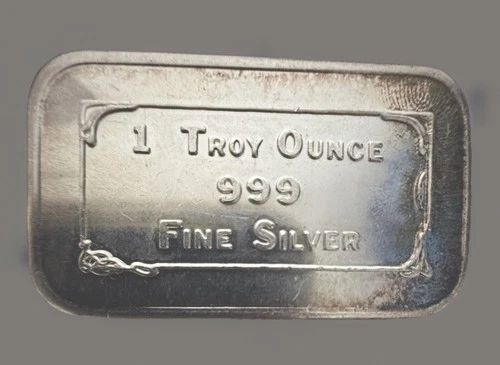 1 Troy Ounce
999
Fine Silver